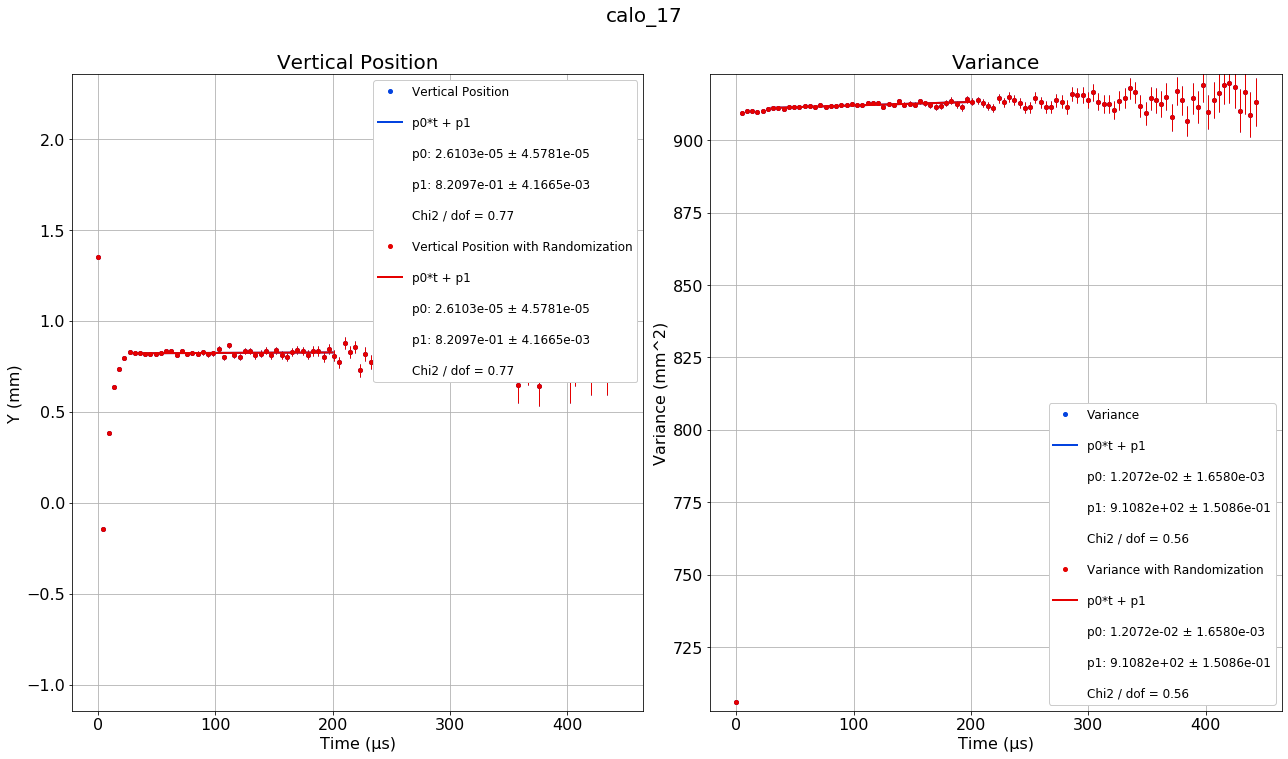 calo_17
Vertical Position
Vertical Position
p0*t + p1
p0: 2.6103e-05 ± 4.5781e-05
p1: 8.2097e-01 ± 4.1665e-03
Chi2 / dof = 0.77
Vertical Position with Randomization
p0*t + p1
p0: 2.6103e-05 ± 4.5781e-05
p1: 8.2097e-01 ± 4.1665e-03
Chi2 / dof = 0.77
Y (mm)
2.0
1.5
1.0
0.5
0.0
−0.5
−1.0
0 100 200 300 400
Time (μs)
Variance
Variance (mm^2)
900
875
850
825
800
775
750
725
Variance
p0*t + p1
p0: 1.2072e-02 ± 1.6580e-03
p1: 9.1082e+02 ± 1.5086e-01
Chi2 / dof = 0.56
Variance with Randomization
p0*t + p1
p0: 1.2072e-02 ± 1.6580e-03
p1: 9.1082e+02 ± 1.5086e-01
Chi2 / dof = 0.56
0 100 200 300 400
Time (μs)